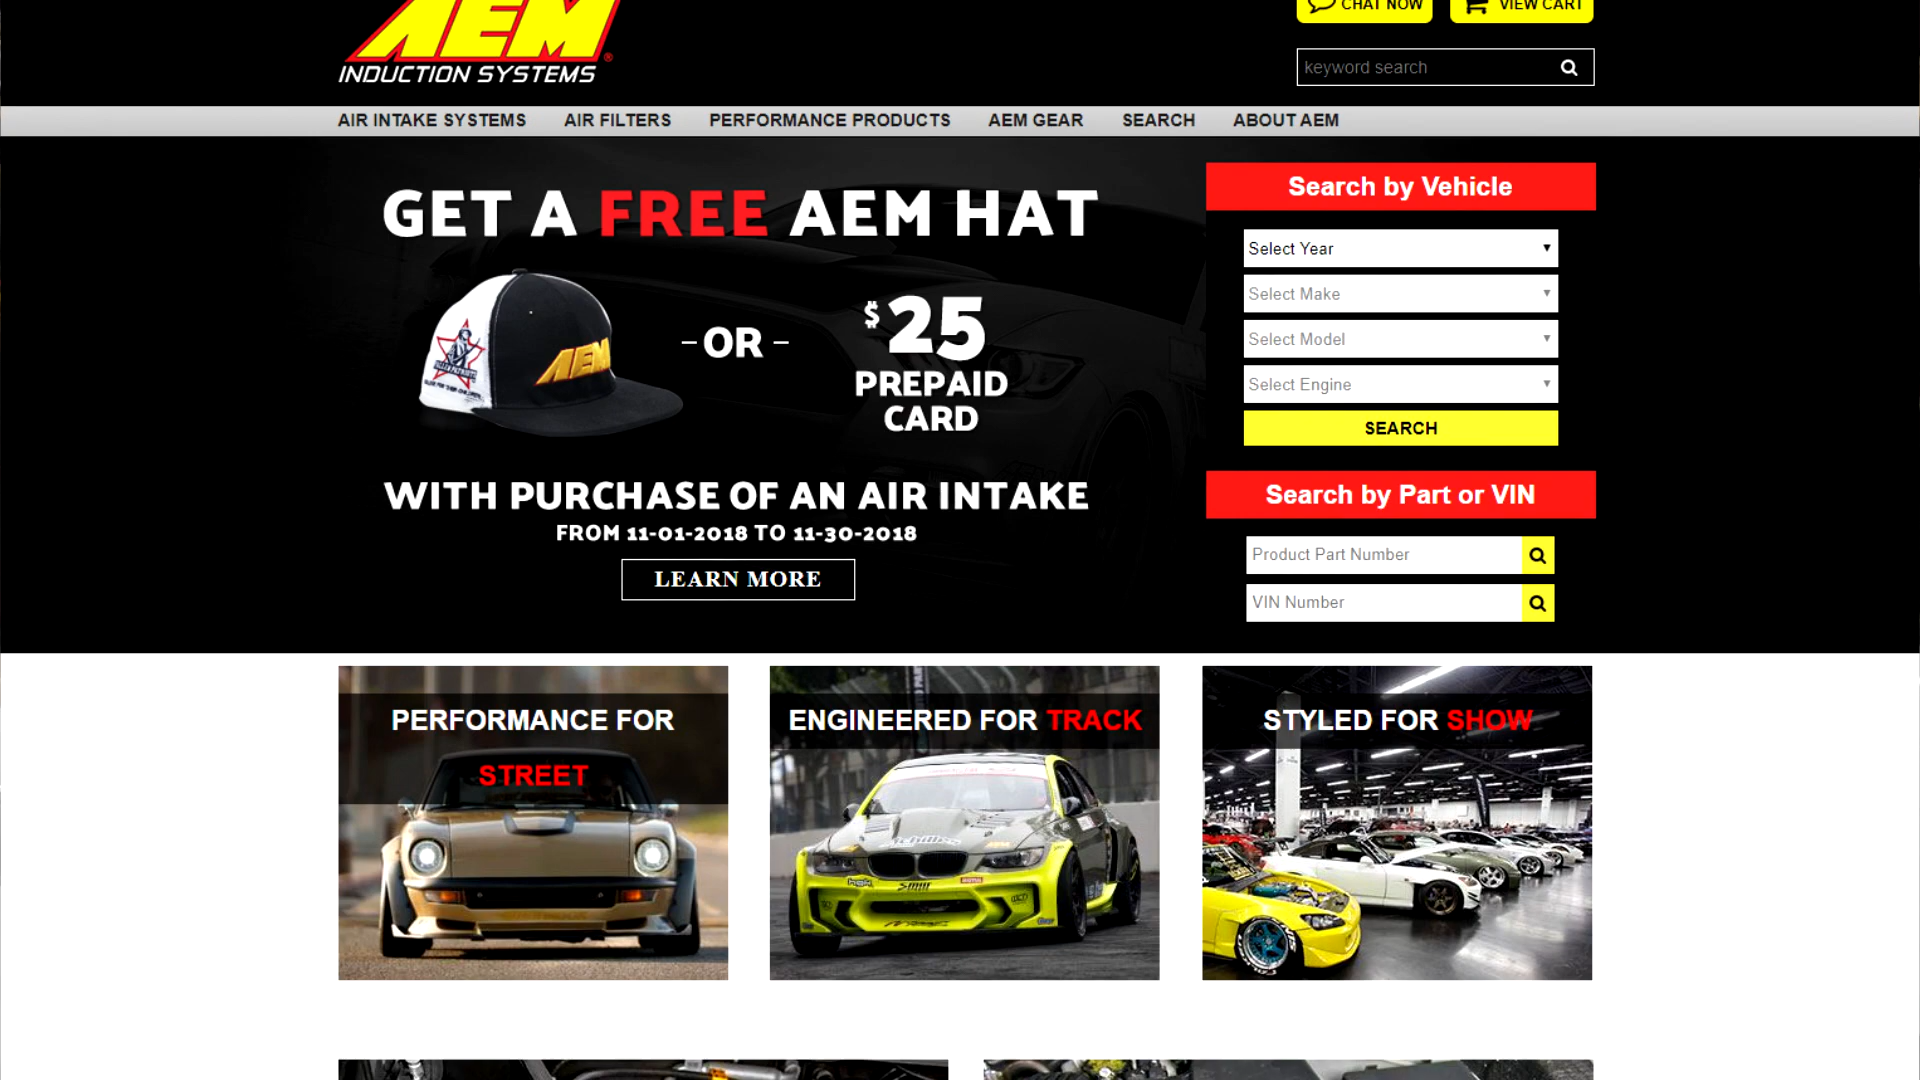 AEM
INDUCTION SYSTEMS
CHAT NOW
VIEW CART
keyword search
AIR INTAKE SYSTEMS
AIR FILTERS
PERFORMANCE PRODUCTS
AEM GEAR
SEARCH
ABOUT AEM
GET A FREE AEM HAT
AEM
- OR -
$25
PREPAID
CARD
WITH PURCHASE OF AN AIR INTAKE
FROM 11-01-2018 TO 11-30-2018
LEARN MORE
Search by Vehicle
Select Year
Select Make
Select Model
Select Engine
SEARCH
Search by Part or VIN
Product Part Number
VIN Number
PERFORMANCE FOR
STREET
ENGINEERED FOR TRACK
STYLED FOR SHOW